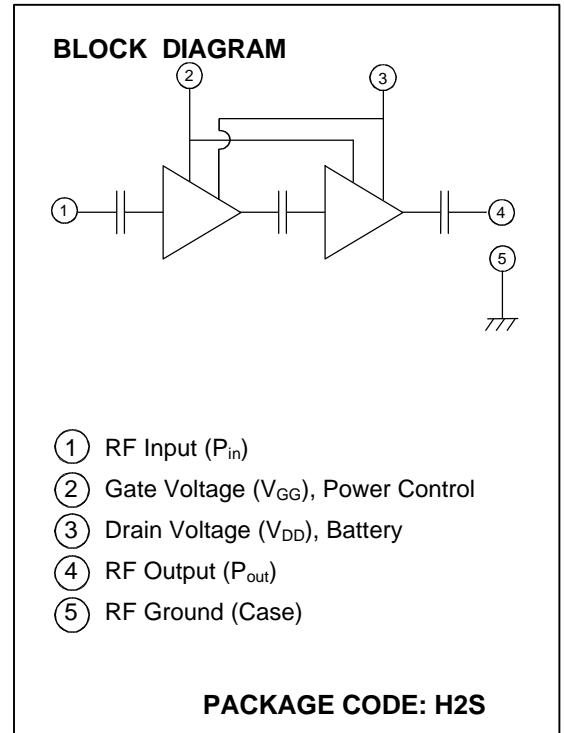 BLOCK DIAGRAM
2 3
1 4
5
1 RF Input (Pin)
2 Gate Voltage (VGG), Power Control
3 Drain Voltage (VDD), Battery
4 RF Output (Pout)
5 RF Ground (Case)
PACKAGE CODE: H2S